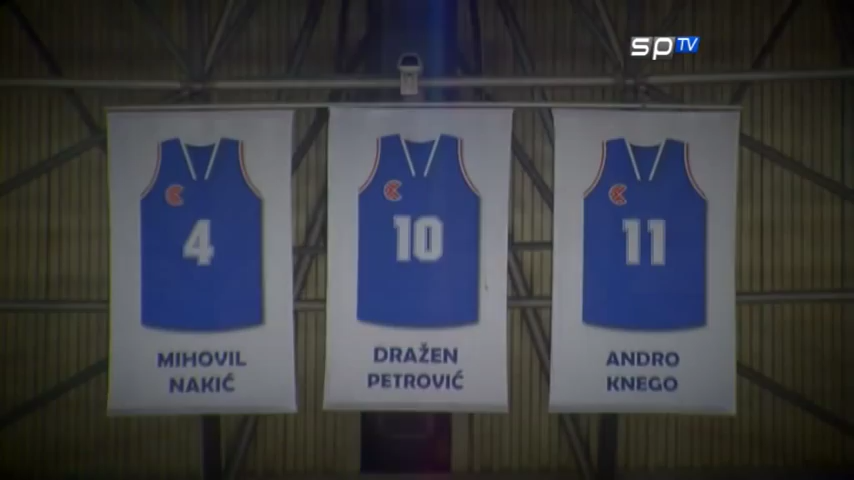 spTV
4
10
11
MIHOVIL
NAKIĆ
DRAŽEN
PETROVIĆ
ANDRO
KNEGO